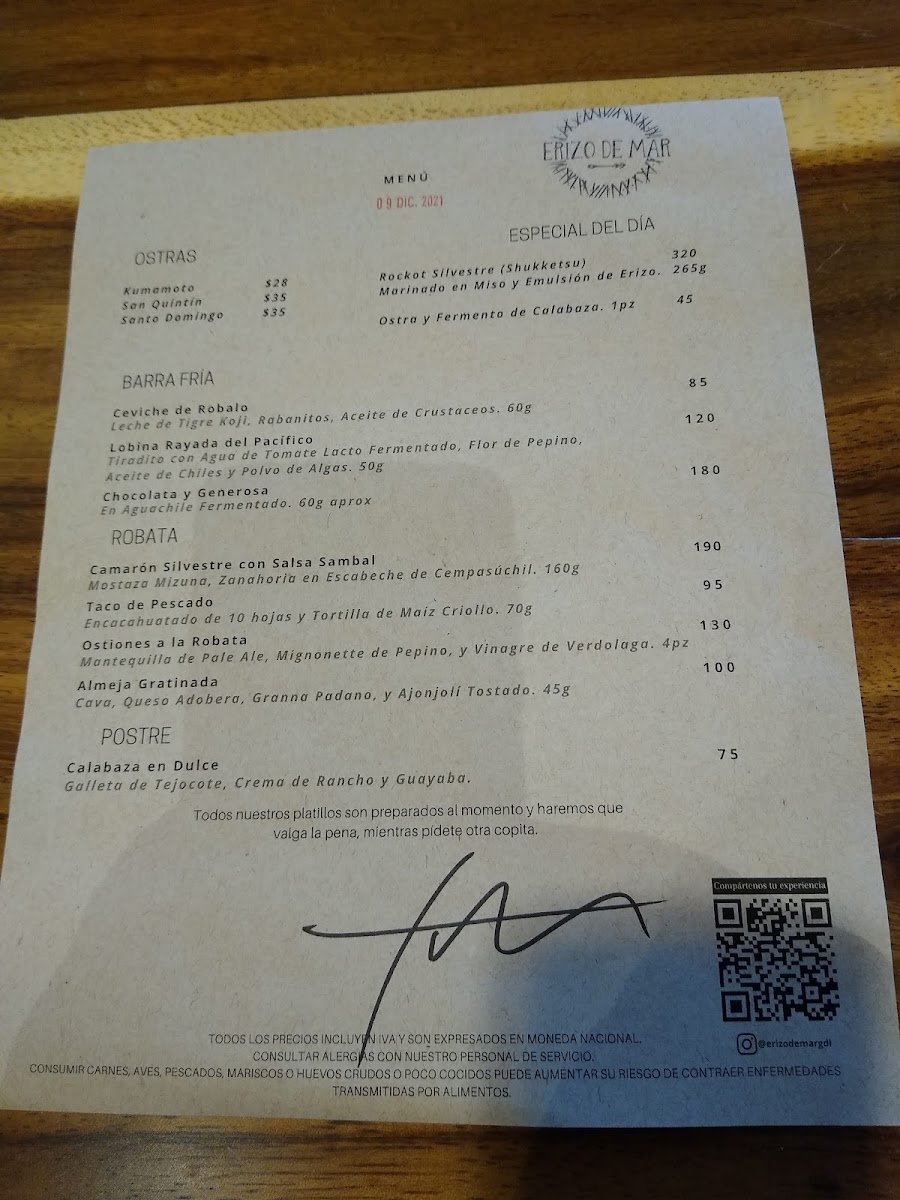 ERIZO DE MAR
MENÚ
09 DIC. 2021
OSTRAS
Kumamoto $28
San Quintín $35
Santo Domingo $35
ESPECIAL DEL DÍA
Rockot Silvestre (Shukketsu) 320
Marinado en Miso y Emulsión de Erizo. 265g
Ostra y Fermento de Calabaza. 1pz 45
BARRA FRÍA
Ceviche de Robalo 85
Leche de Tigre Koji, Rabanitos, Aceite de Crustaceos. 60g
Lobina Rayada del Pacífico 120
Tiradito con Agua de Tomate Lacto Fermentado, Flor de Pepino,
Aceite de Chiles y Polvo de Algas. 50g
Chocolata y Generosa 180
En Aguachile Fermentado. 60g aprox
ROBATA
Camarón Silvestre con Salsa Sambal 190
Mostaza Mizuna, Zanahoria en Escabeche de Cempasúchil. 160g
Taco de Pescado 95
Encacahuatado de 10 hojas y Tortilla de Maíz Criollo. 70g
Ostiones a la Robata 130
Mantequilla de Pale Ale, Mignonette de Pepino, y Vinagre de Verdolaga. 4pz
Almeja Gratinada 100
Cava, Queso Adobera, Granna Padano, y Ajonjolí Tostado. 45g
POSTRE
Calabaza en Dulce 75
Galleta de Tejocote, Crema de Rancho y Guayaba.
Todos nuestros platillos son preparados al momento y haremos que
valga la pena, mientras pídete otra copita.
Compártenos tu experiencia
@erizodemargdl
TODOS LOS PRECIOS INCLUYEN IVA Y SON EXPRESADOS EN MONEDA NACIONAL.
CONSULTAR ALERGIAS CON NUESTRO PERSONAL DE SERVICIO.
CONSUMIR CARNES, AVES, PESCADOS, MARISCOS O HUEVOS CRUDOS O POCO COCIDOS PUEDE AUMENTAR SU RIESGO DE CONTRAER ENFERMEDADES
TRANSMITIDAS POR ALIMENTOS.